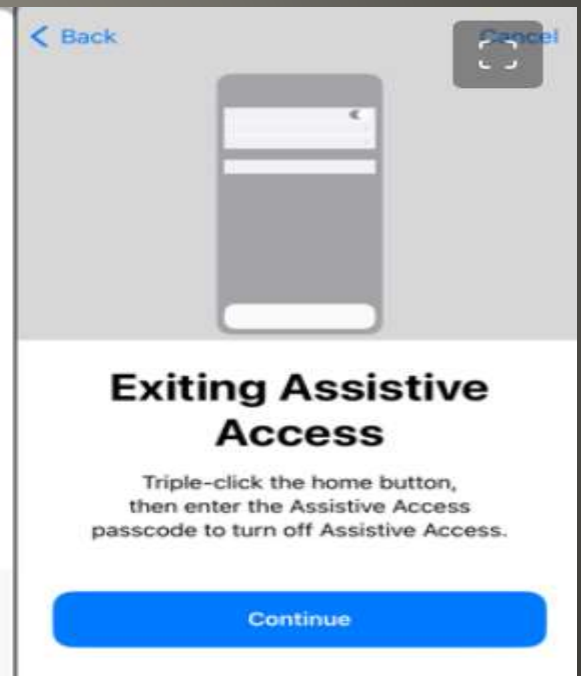 Back
Cancel
Exiting Assistive
Access
Triple-click the home button,
then enter the Assistive Access
passcode to turn off Assistive Access.
Continue